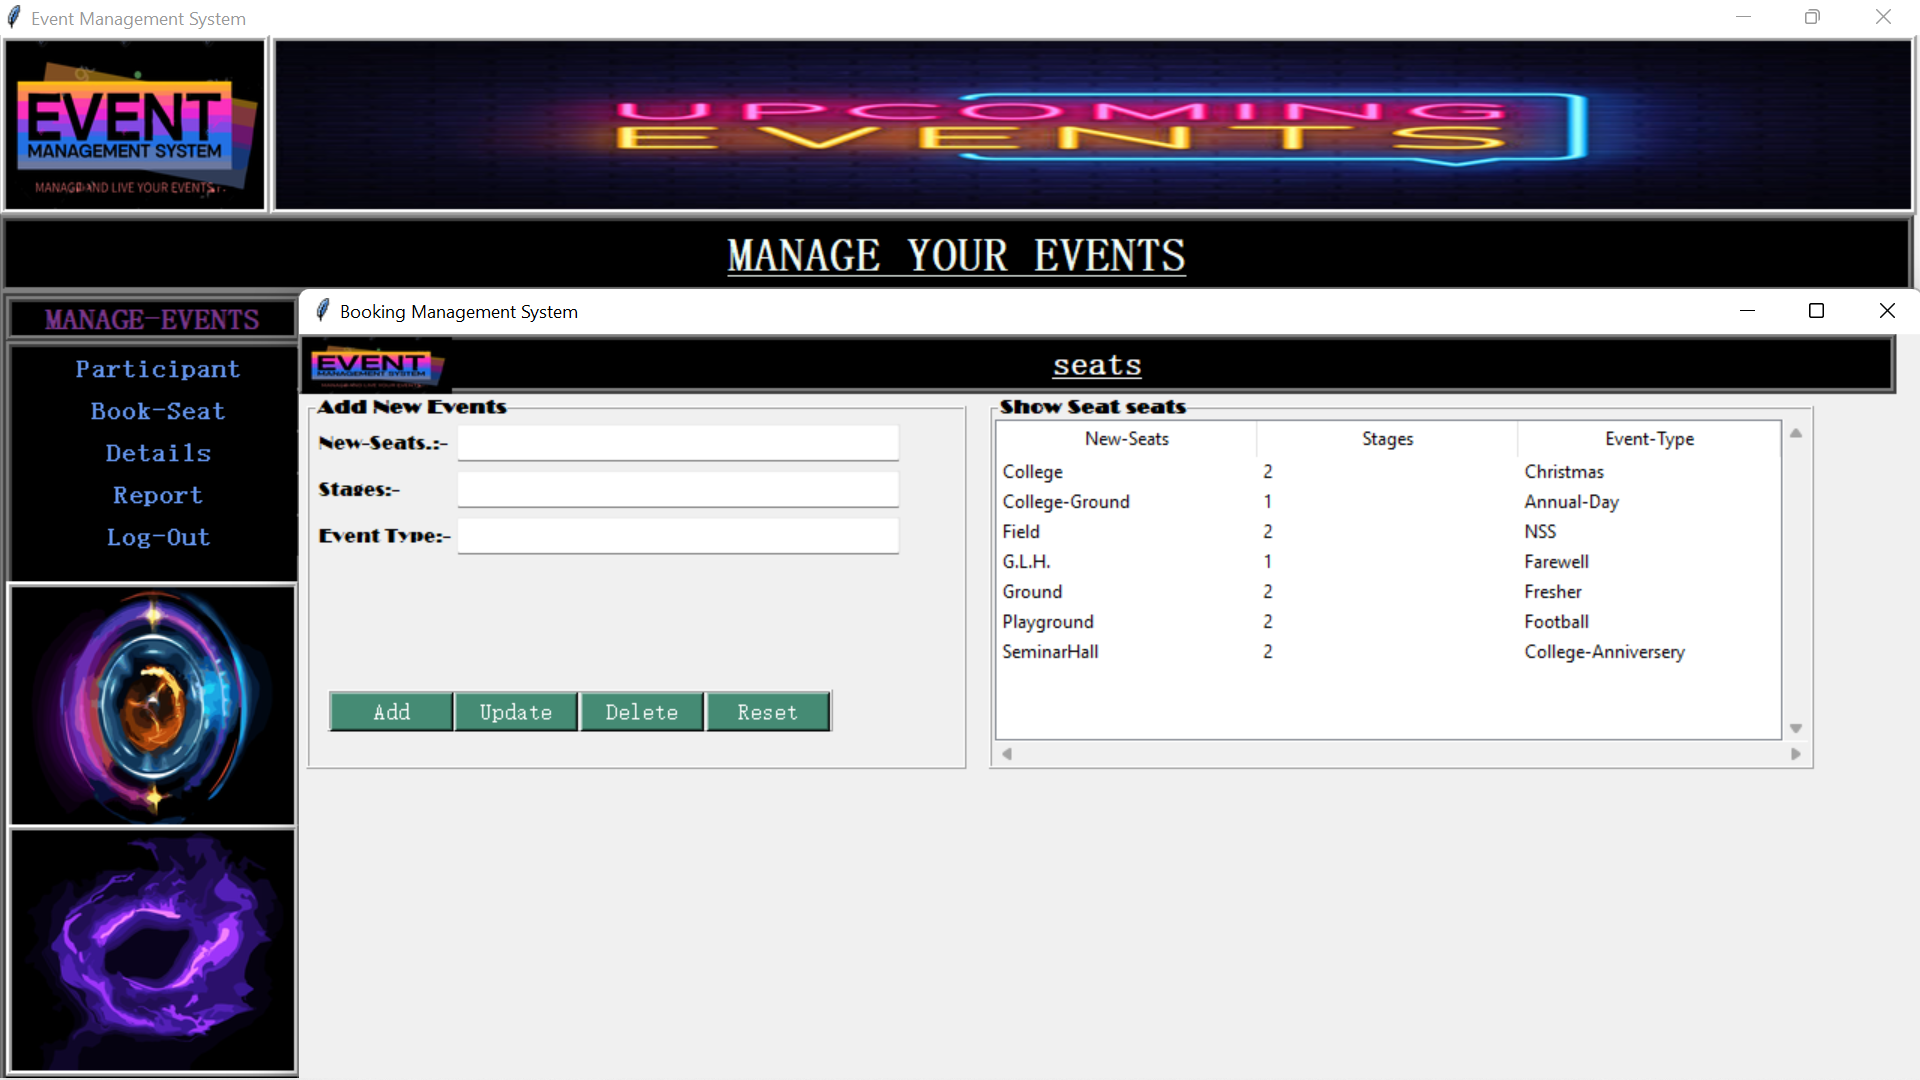 Event Management System
EVENT
MANAGEMENT SYSTEM
MANAGE AND LIVE YOUR EVENTS
UPCOMING
EVENTS
MANAGE YOUR EVENTS
MANAGE-EVENTS
Participant
Book-Seat
Details
Report
Log-Out
Booking Management System
EVENT
MANAGEMENT SYSTEM
seats
Add New Events
New-Seats.:-
Stages:-
Event Type:-
Add Update Delete Reset
Show Seat seats
New-Seats Stages Event-Type
College 2 Christmas
College-Ground 1 Annual-Day
Field 2 NSS
G.L.H. 1 Farewell
Ground 2 Fresher
Playground 2 Football
SeminarHall 2 College-Anniversery